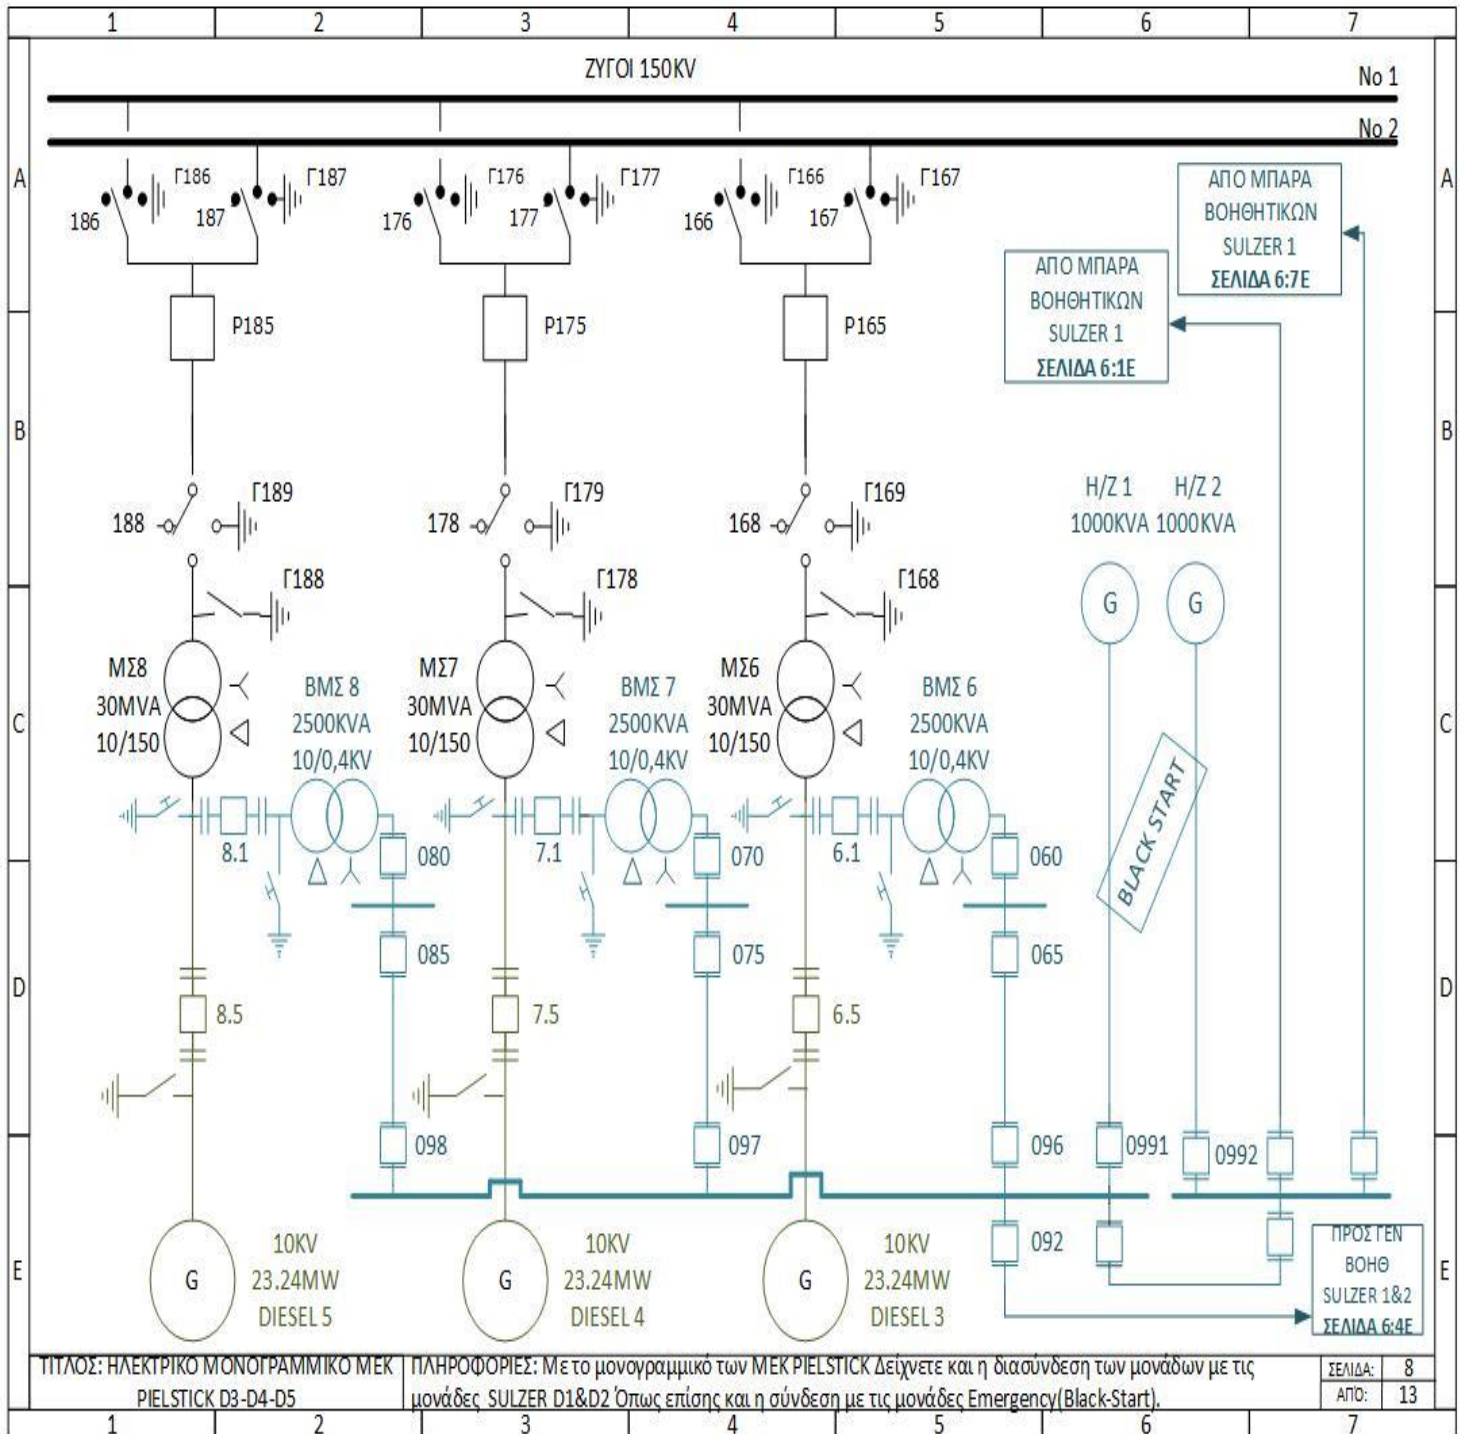 1 2 3 4 5 6 7
ΖΥΓΟΙ 150KV
No 1
No 2
A A
Γ186 Γ187 Γ176 Γ177 Γ166 Γ167
186 187 176 177 166 167
ΑΠΟ ΜΠΑΡΑ
ΒΟΗΘΗΤΙΚΩΝ
SULZER 1
ΣΕΛΙΔΑ 6:7Ε
ΑΠΟ ΜΠΑΡΑ
ΒΟΗΘΗΤΙΚΩΝ
SULZER 1
ΣΕΛΙΔΑ 6:1Ε
P185 P175 P165
B B
Γ189 Γ179 Γ169
188 178 168
H/Z 1 H/Z 2
1000KVA 1000KVA
Γ188 Γ178 Γ168
G G
ΜΣ8
30MVA
10/150
ΒΜΣ 8
2500KVA
10/0,4KV
ΜΣ7
30MVA
10/150
ΒΜΣ 7
2500KVA
10/0,4KV
ΜΣ6
30MVA
10/150
ΒΜΣ 6
2500KVA
10/0,4KV
C C
BLACK START
8.1 080 7.1 070 6.1 060
085 075 065
D D
8.5 7.5 6.5
098 097 096 0991 0992
092
E E
G
10KV
23.24MW
DIESEL 5
G
10KV
23.24MW
DIESEL 4
G
10KV
23.24MW
DIESEL 3
ΠΡΟΣ ΓΕΝ
ΒΟΗΘ
SULZER 1&2
ΣΕΛΙΔΑ 6:4Ε
ΤΙΤΛΟΣ: ΗΛΕΚΤΡΙΚΟ ΜΟΝΟΓΡΑΜΜΙΚΟ ΜΕΚ
PIELSTICK D3-D4-D5
ΠΛΗΡΟΦΟΡΙΕΣ: Με το μονογραμμικό των ΜΕΚ PIELSTICK Δείχνετε και η διασύνδεση των μονάδων με τις
μονάδες SULZER D1&D2 Όπως επίσης και η σύνδεση με τις μονάδες Emergency(Black-Start).
ΣΕΛΙΔΑ: 8
ΑΠΌ: 13
1 2 3 4 5 6 7